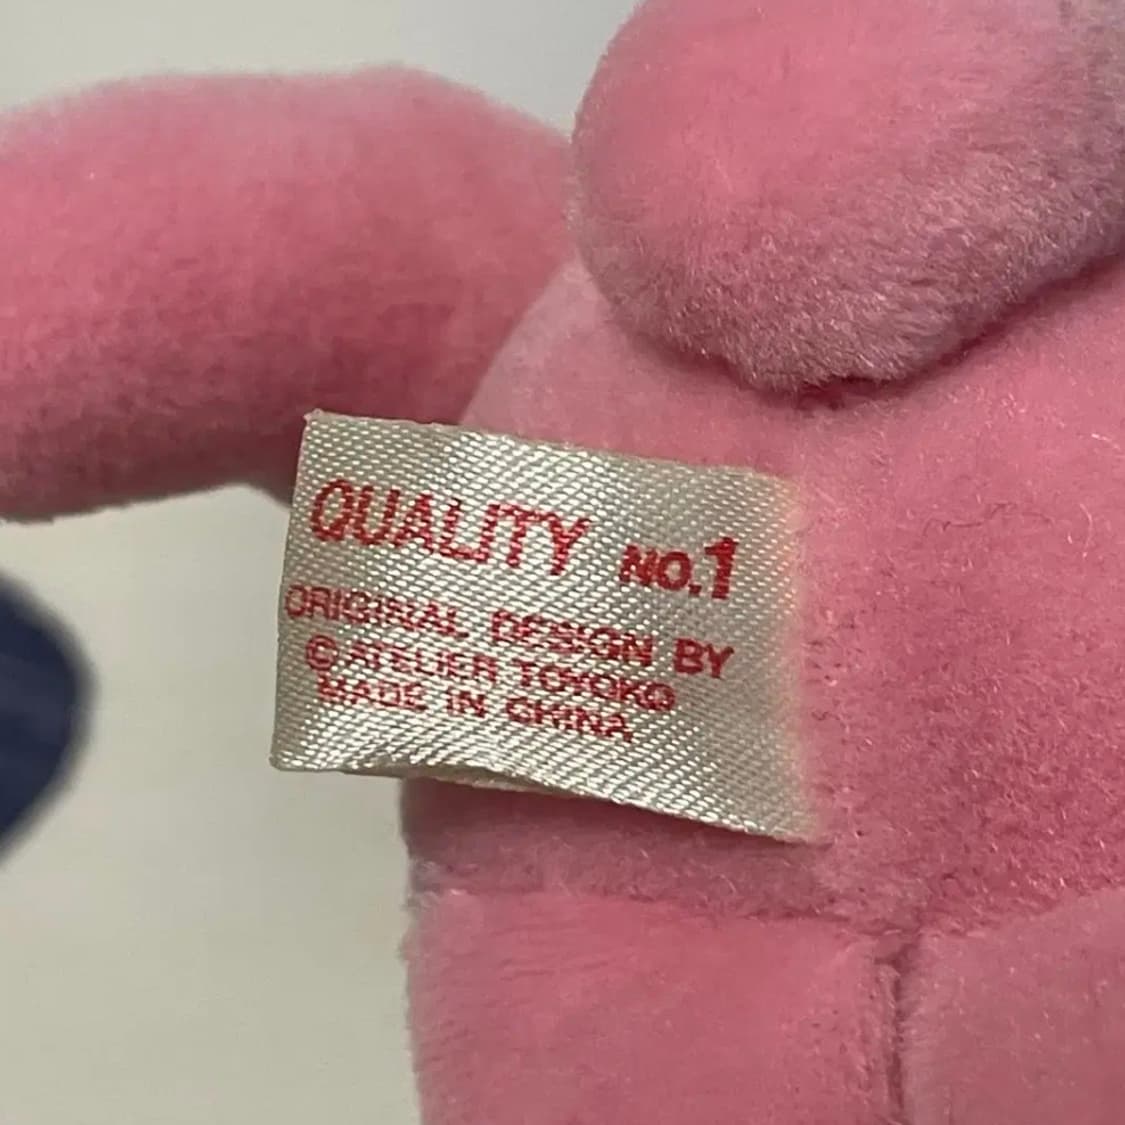 QUALITY NO.1
ORIGINAL DESIGN BY
© ATELIER TOYOKO
MADE IN CHINA